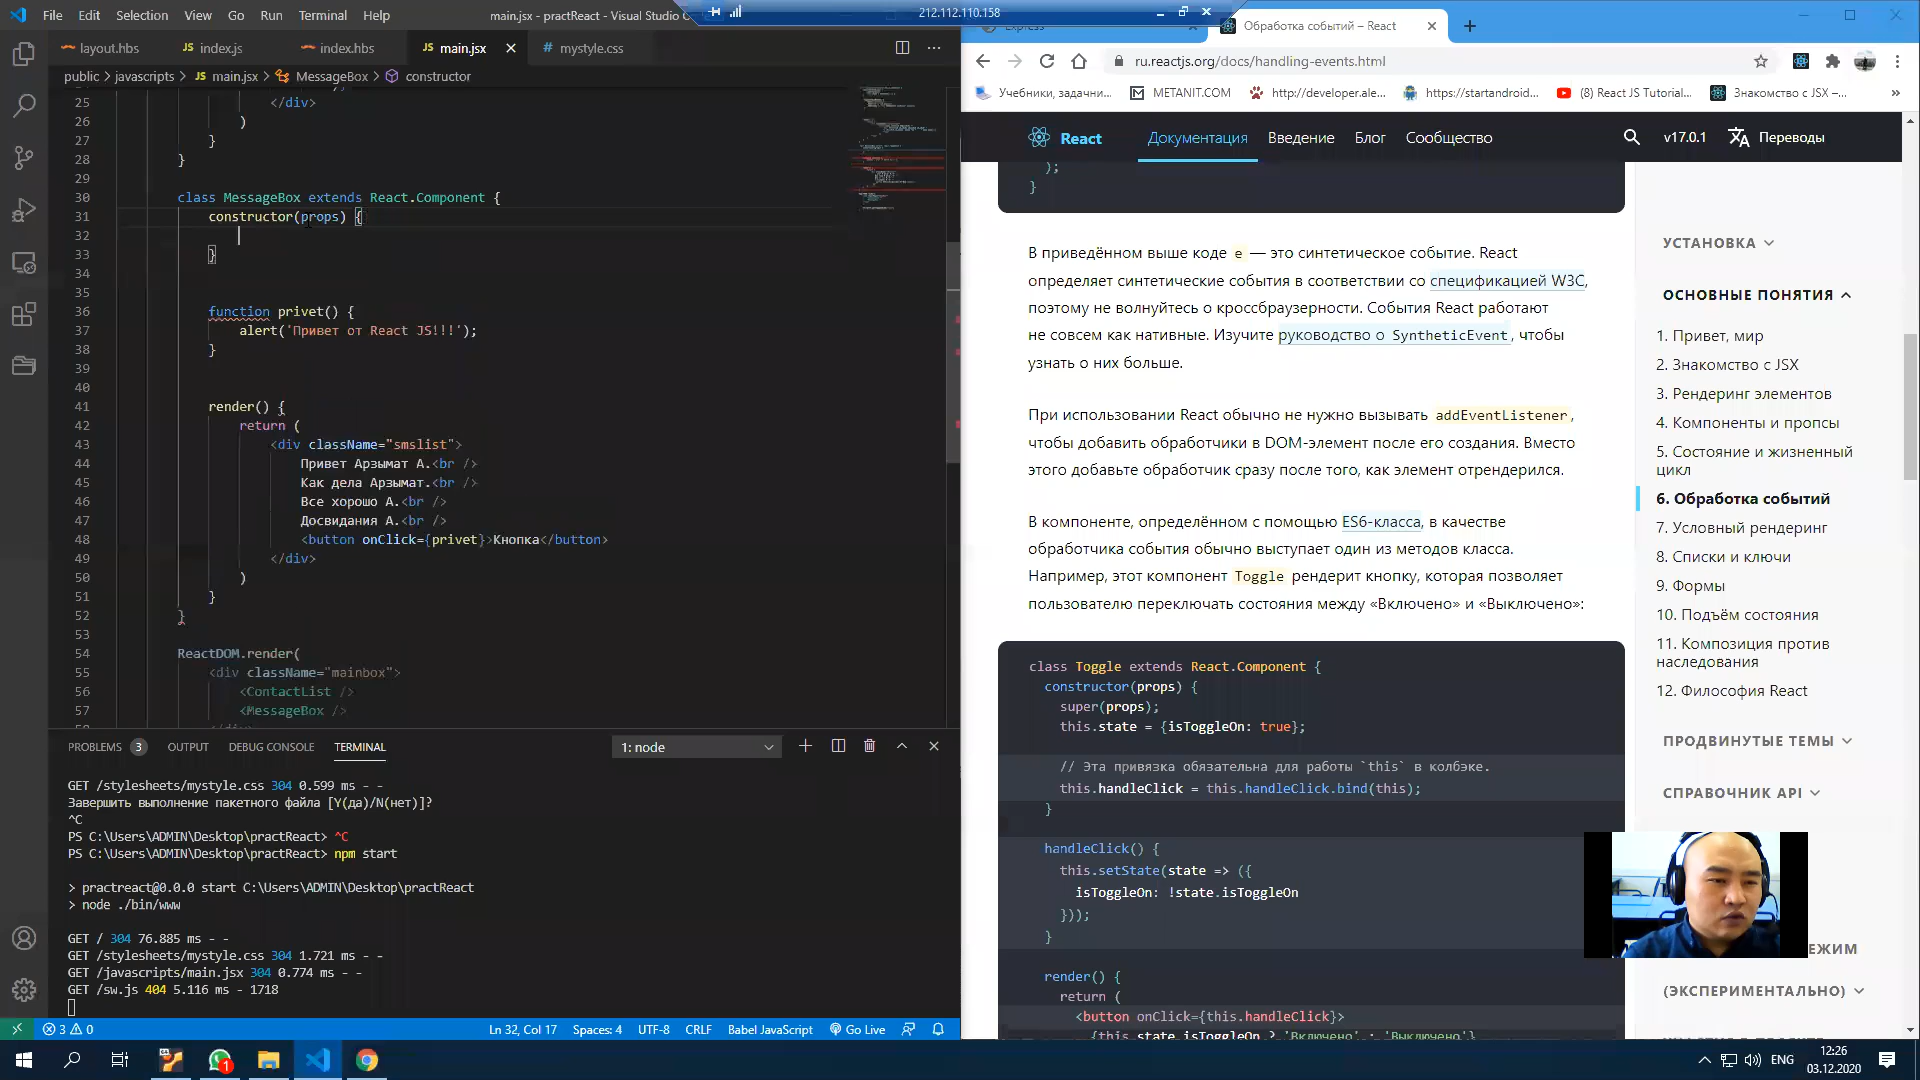 File Edit Selection View Go Run Terminal Help
main.jsx - practReact - Visual Studio C
212.112.110.158
layout.hbs
index.js
index.hbs
main.jsx
mystyle.css
public > javascripts > main.jsx > MessageBox > constructor
25 </div>
26 )
27 }
28 }
29
30 class MessageBox extends React.Component {
31 constructor(props) {
32
33 }
34
35
36 function privet() {
37 alert('Привет от React JS!!!');
38 }
39
40
41 render() {
42 return (
43 <div className="smslist">
44 Привет Арзымат А.<br />
45 Как дела Арзымат.<br />
46 Все хорошо А.<br />
47 Досвидания А.<br />
48 <button onClick={privet}>Кнопка</button>
49 </div>
50 )
51 }
52 }
53
54 ReactDOM.render(
55 <div className="mainbox">
56 <ContactList />
57 <MessageBox />
PROBLEMS 3 OUTPUT DEBUG CONSOLE TERMINAL
1: node
GET /stylesheets/mystyle.css 304 0.599 ms - -
Завершить выполнение пакетного файла [Y(да)/N(нет)]?
^C
PS C:\Users\ADMIN\Desktop\practReact> ^C
PS C:\Users\ADMIN\Desktop\practReact> npm start
> practreact@0.0.0 start C:\Users\ADMIN\Desktop\practReact
> node ./bin/www
GET / 304 76.885 ms - -
GET /stylesheets/mystyle.css 304 1.721 ms - -
GET /javascripts/main.jsx 304 0.774 ms - -
GET /sw.js 404 5.116 ms - 1718
3 0
Ln 32, Col 17 Spaces: 4 UTF-8 CRLF Babel JavaScript Go Live
Express
Обработка событий – React
ru.reactjs.org/docs/handling-events.html
Учебники, задачни...
METANIT.COM
http://developer.ale...
https://startandroid...
(8) React JS Tutorial...
Знакомство с JSX –...
»
React
Документация Введение Блог Сообщество
v17.0.1
Переводы
);
}
В приведённом выше коде e — это синтетическое событие. React
определяет синтетические события в соответствии со спецификацией W3C,
поэтому не волнуйтесь о кроссбраузерности. События React работают
не совсем как нативные. Изучите руководство о SyntheticEvent, чтобы
узнать о них больше.
При использовании React обычно не нужно вызывать addEventListener,
чтобы добавить обработчики в DOM-элемент после его создания. Вместо
этого добавьте обработчик сразу после того, как элемент отрендерился.
В компоненте, определённом с помощью ES6-класса, в качестве
обработчика события обычно выступает один из методов класса.
Например, этот компонент Toggle рендерит кнопку, которая позволяет
пользователю переключать состояния между «Включено» и «Выключено»:
class Toggle extends React.Component {
constructor(props) {
super(props);
this.state = {isToggleOn: true};
// Эта привязка обязательна для работы `this` в колбэке.
this.handleClick = this.handleClick.bind(this);
}
handleClick() {
this.setState(state => ({
isToggleOn: !state.isToggleOn
}));
}
render() {
return (
<button onClick={this.handleClick}>
{this.state.isToggleOn ? 'Включено' : 'Выключено'}
УСТАНОВКА
ОСНОВНЫЕ ПОНЯТИЯ
1. Привет, мир
2. Знакомство с JSX
3. Рендеринг элементов
4. Компоненты и пропсы
5. Состояние и жизненный
цикл
6. Обработка событий
7. Условный рендеринг
8. Списки и ключи
9. Формы
10. Подъём состояния
11. Композиция против
наследования
12. Философия React
ПРОДВИНУТЫЕ ТЕМЫ
СПРАВОЧНИК API
ЕЖИМ
(ЭКСПЕРИМЕНТАЛЬНО)
1
ENG
12:26
03.12.2020